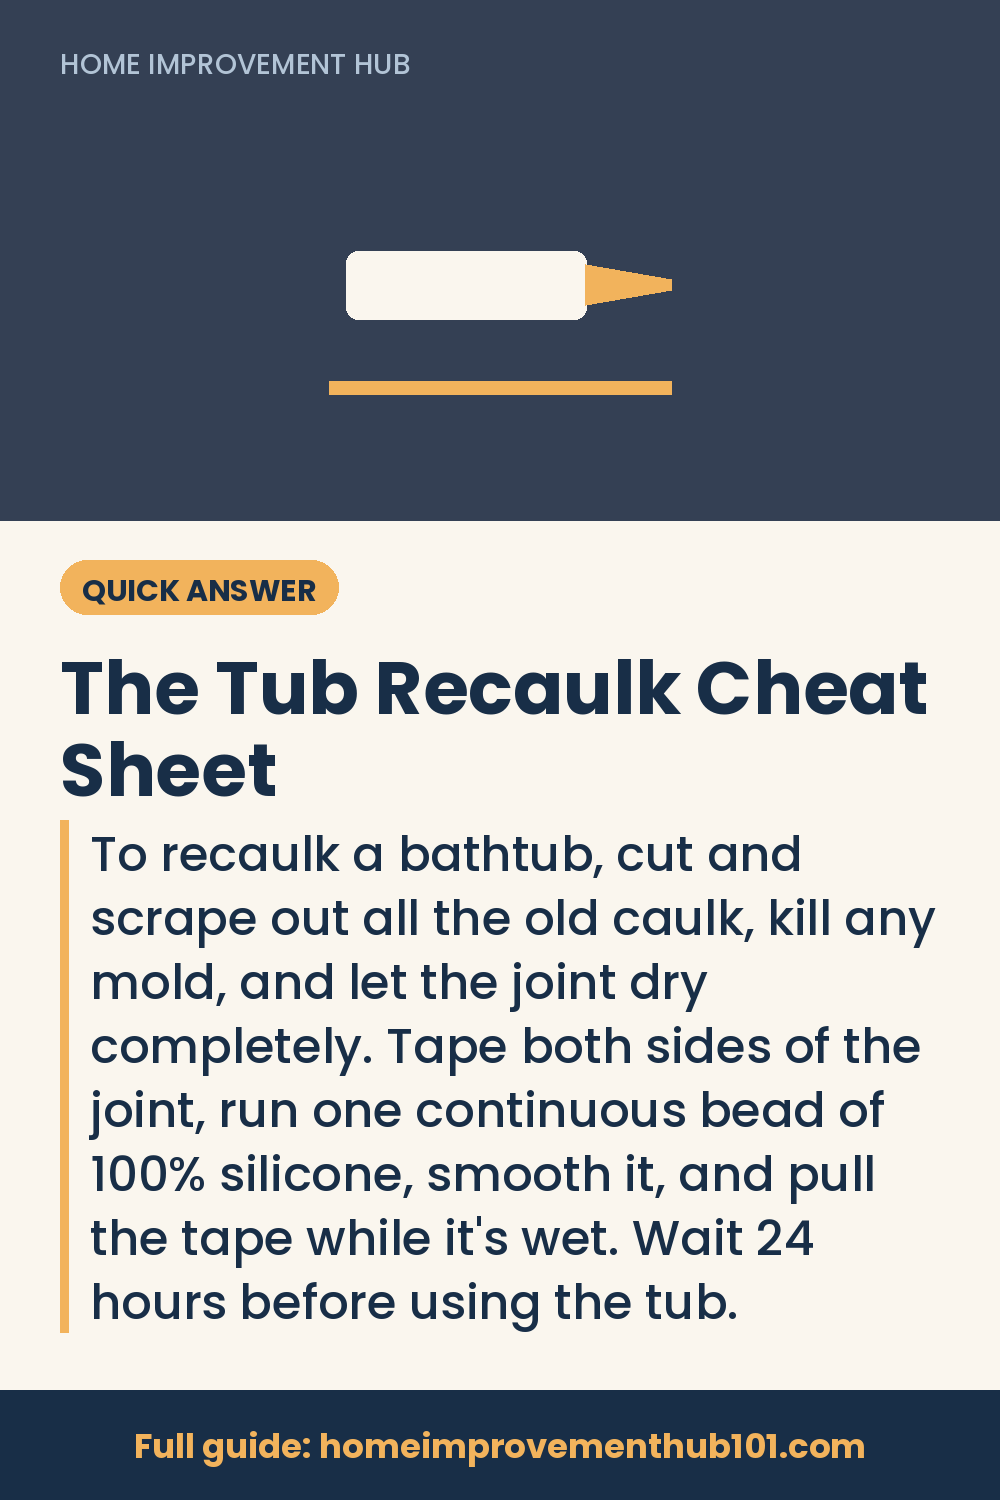 HOME IMPROVEMENT HUB
QUICK ANSWER
The Tub Recaulk Cheat
Sheet
To recaulk a bathtub, cut and
scrape out all the old caulk, kill any
mold, and let the joint dry
completely. Tape both sides of the
joint, run one continuous bead of
100% silicone, smooth it, and pull
the tape while it's wet. Wait 24
hours before using the tub.
Full guide: homeimprovementhub101.com